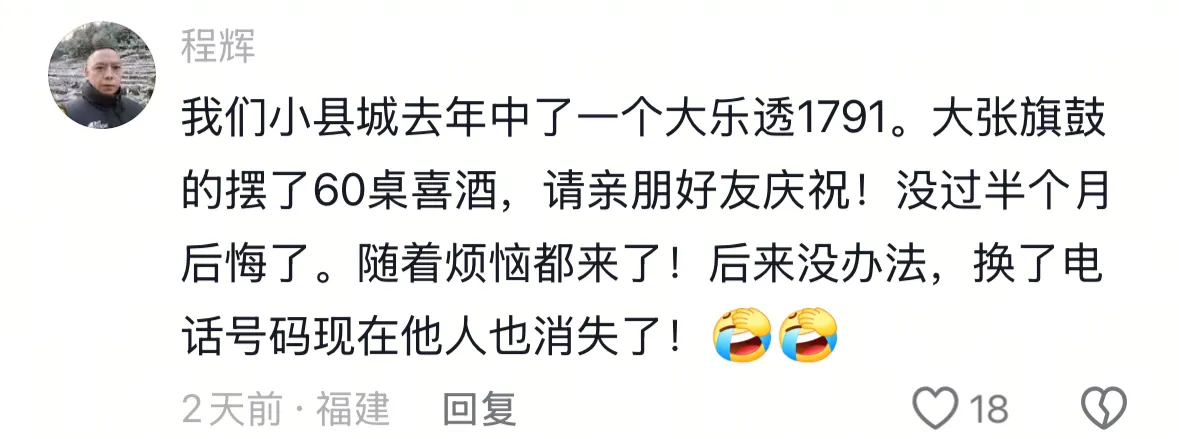 程辉
我们小县城去年中了一个大乐透1791。大张旗鼓
的摆了60桌喜酒，请亲朋好友庆祝！没过半个月
后悔了。随着烦恼都来了！后来没办法，换了电
话号码现在他人也消失了！🤣🤣
2天前 · 福建 回复 18